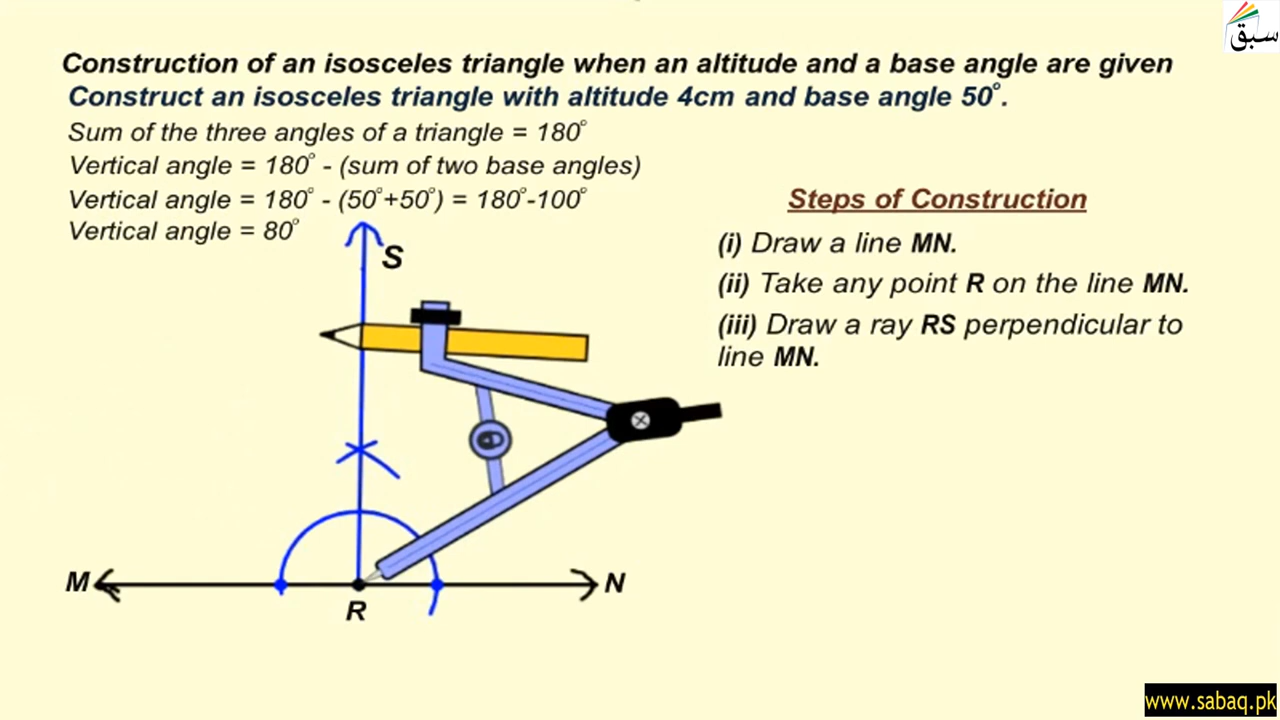 سبق
Construction of an isosceles triangle when an altitude and a base angle are given
Construct an isosceles triangle with altitude 4cm and base angle 50°.
Sum of the three angles of a triangle = 180°
Vertical angle = 180° - (sum of two base angles)
Vertical angle = 180° - (50°+50°) = 180°-100°
Vertical angle = 80°
Steps of Construction
(i) Draw a line MN.
(ii) Take any point R on the line MN.
(iii) Draw a ray RS perpendicular to
line MN.
S
M
N
R
www.sabaq.pk